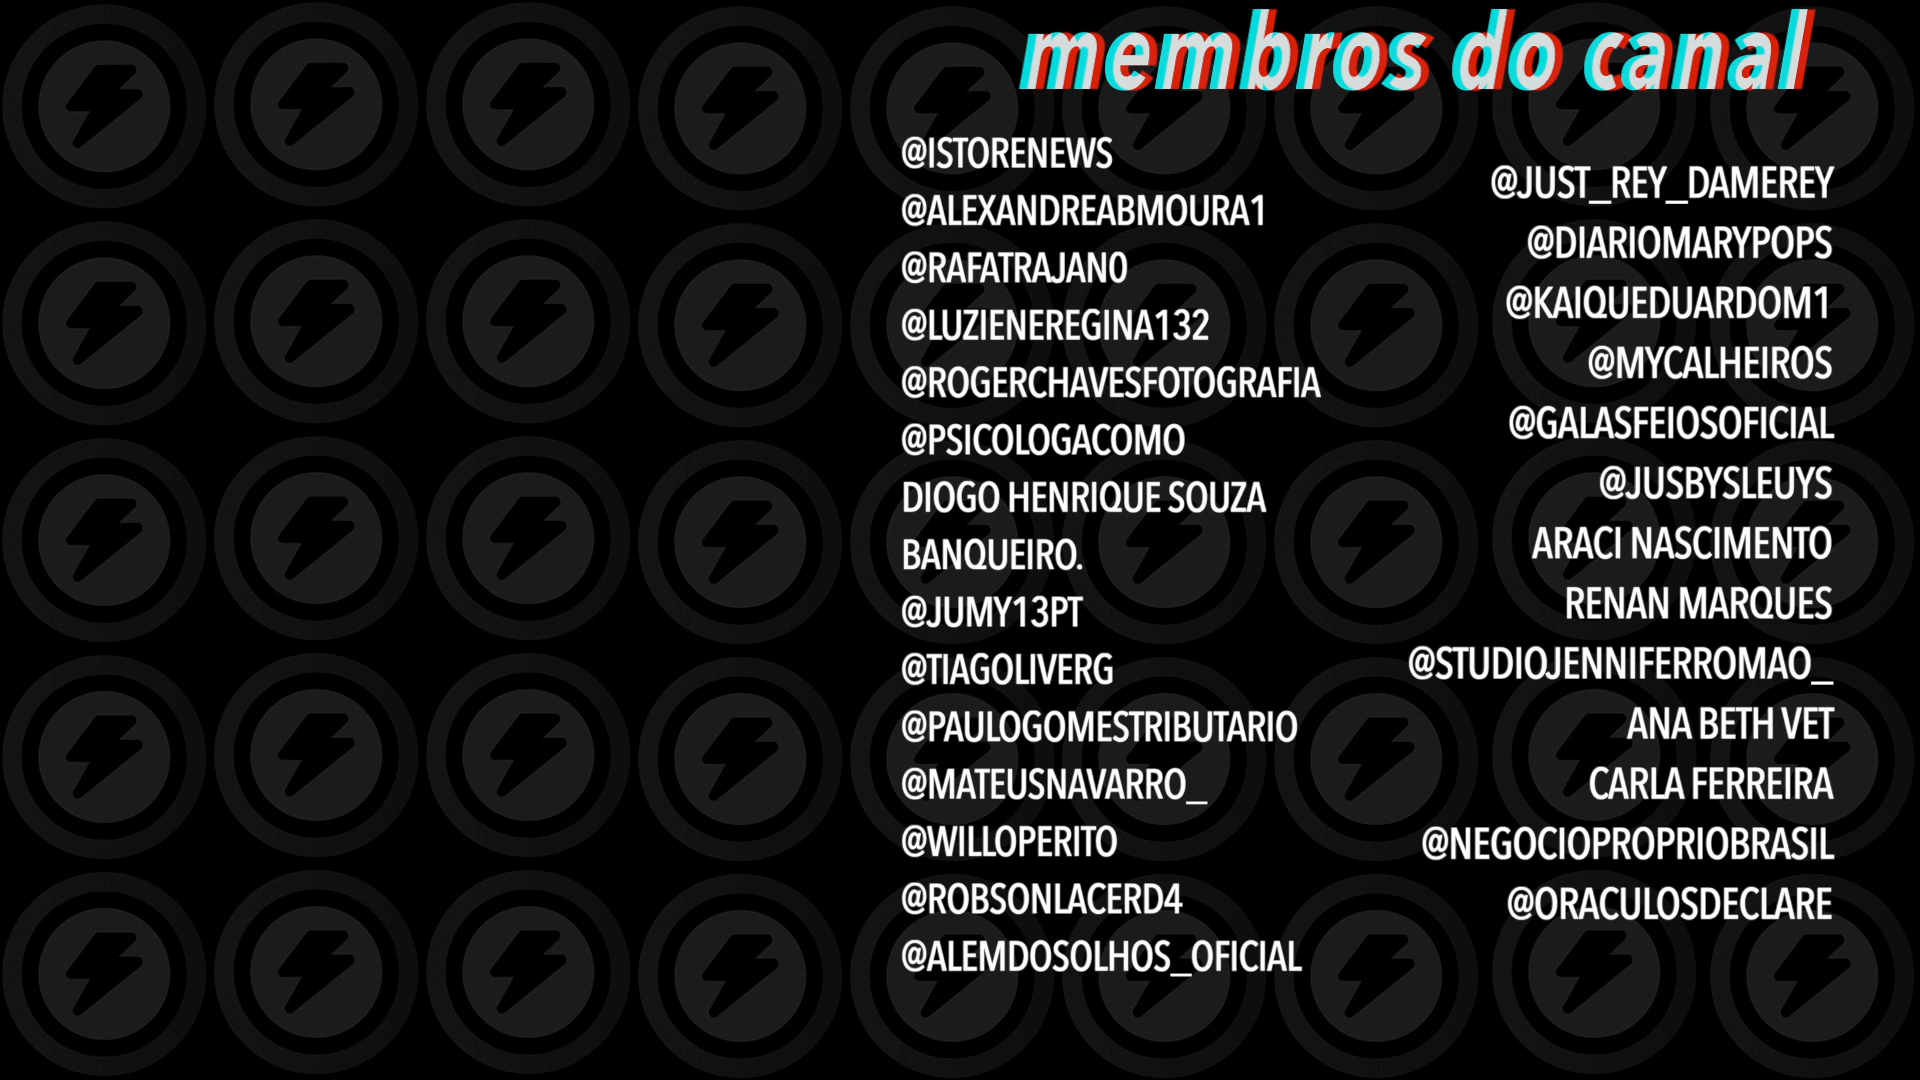 membros do canal
@ISTORENEWS
@ALEXANDREABMOURA1
@RAFATRAJAN0
@LUZIENEREGINA132
@ROGERCHAVESFOTOGRAFIA
@PSICOLOGACOMO
DIOGO HENRIQUE SOUZA
BANQUEIRO.
@JUMY13PT
@TIAGOLIVERG
@PAULOGOMESTRIBUTARIO
@MATEUSNAVARRO_
@WILLOPERITO
@ROBSONLACERD4
@ALEMDOSOLHOS_OFICIAL
@JUST_REY_DAMEREY
@DIARIOMARYPOPS
@KAIQUEDUARDOM1
@MYCALHEIROS
@GALASFEIOSOFICIAL
@JUSBYSLEUYS
ARACI NASCIMENTO
RENAN MARQUES
@STUDIOJENNIFERROMAO_
ANA BETH VET
CARLA FERREIRA
@NEGOCIOPROPRIOBRASIL
@ORACULOSDECLARE